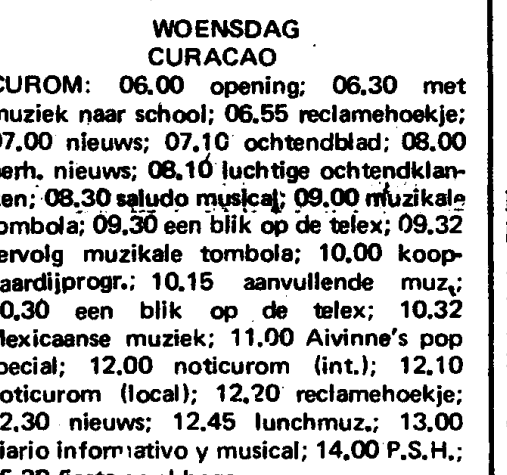 WOENSDAG
CURACAO
CUROM: 06.00 opening; 06.30 met
muziek naar school; 06.55 reclamehoekje;
07.00 nieuws; 07.10 ochtendblad; 08.00
herh. nieuws; 08.10 luchtige ochtendklan-
ken; 08.30 saludo musical; 09.00 muzikale
tombola; 09.30 een blik op de telex; 09.32
vervolg muzikale tombola; 10.00 koop-
vaardijprogr.; 10.15 aanvullende muz.;
10.30 een blik op de telex; 10.32
Mexicaanse muziek; 11.00 Aivinne's pop
special; 12.00 noticurom (int.); 12.10
noticurom (local); 12.20 reclamehoekje;
12.30 nieuws; 12.45 lunchmuz.; 13.00
diario informativo y musical; 14.00 P.S.H.;